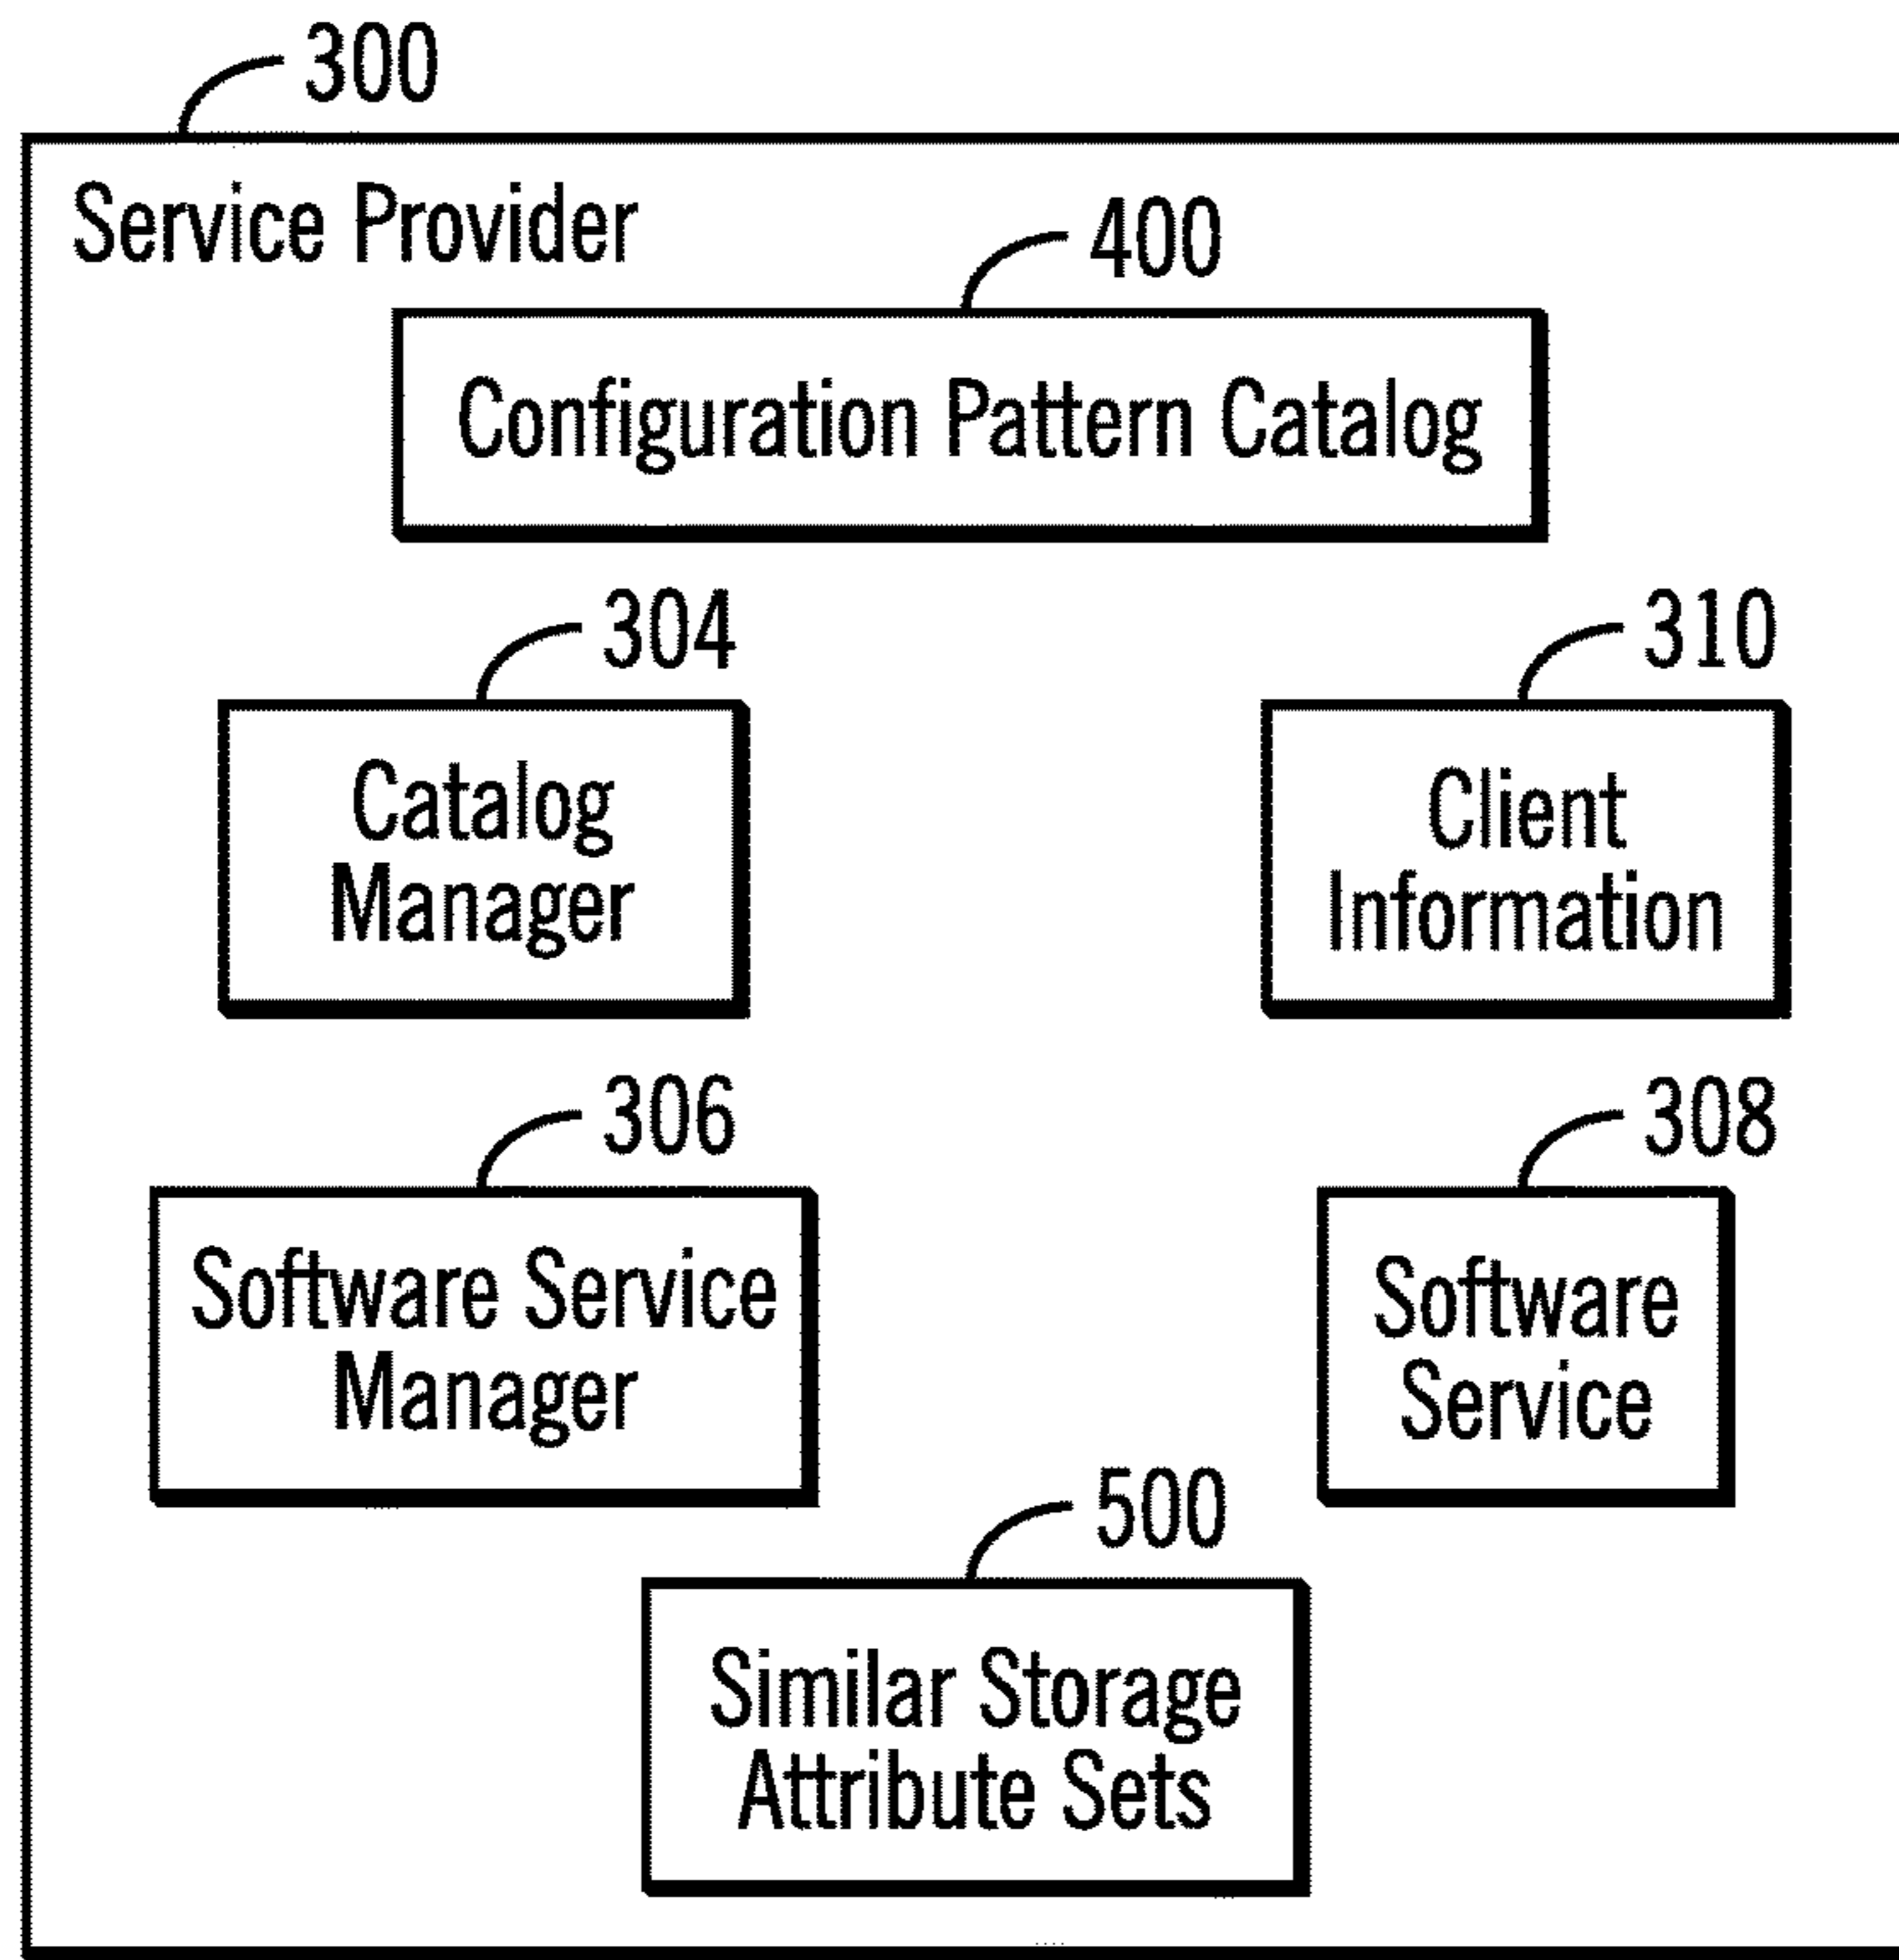 300
Service Provider
400
Configuration Pattern Catalog
304
Catalog
Manager
310
Client
Information
306
Software Service
Manager
308
Software
Service
500
Similar Storage
Attribute Sets